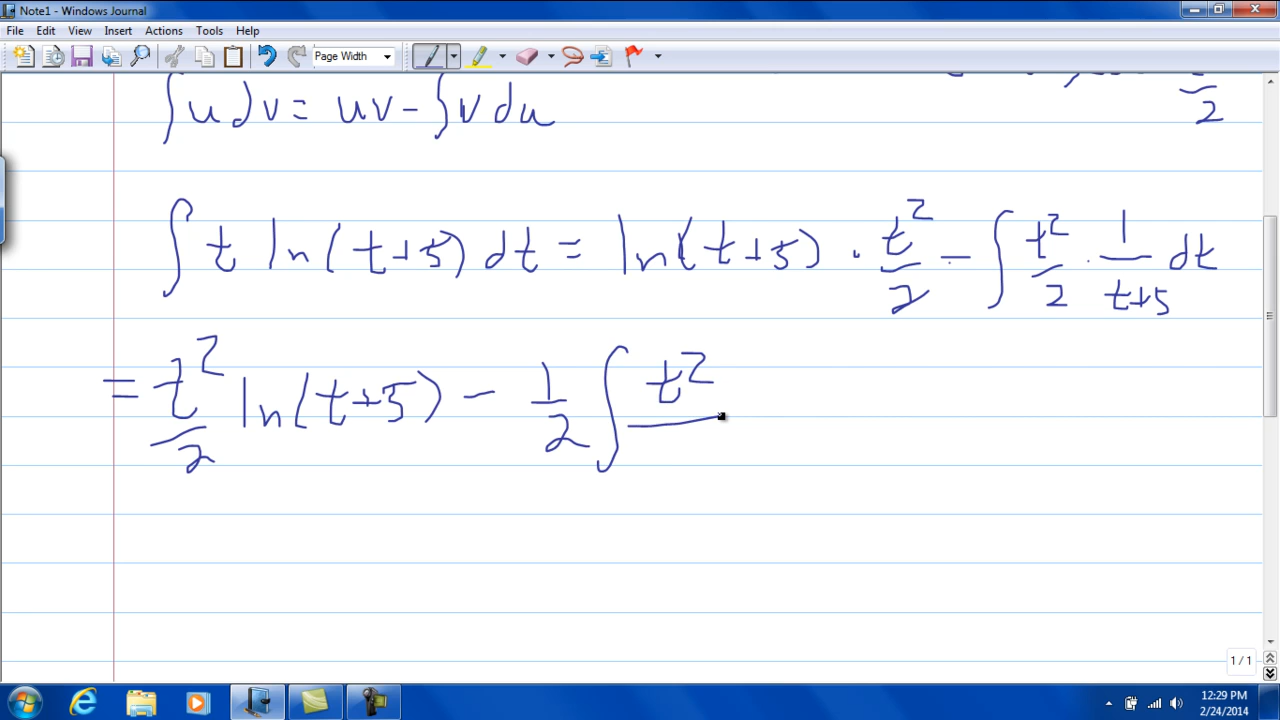 Note1 - Windows Journal
File Edit View Insert Actions Tools Help
Page Width
∫ u dv = uv - ∫ v du
2
∫ t ln(t+5) dt = ln(t+5) · t²/2 - ∫ t²/2 · 1/(t+5) dt
= t²/2 ln(t+5) - 1/2 ∫ t²
1 / 1
12:29 PM
2/24/2014